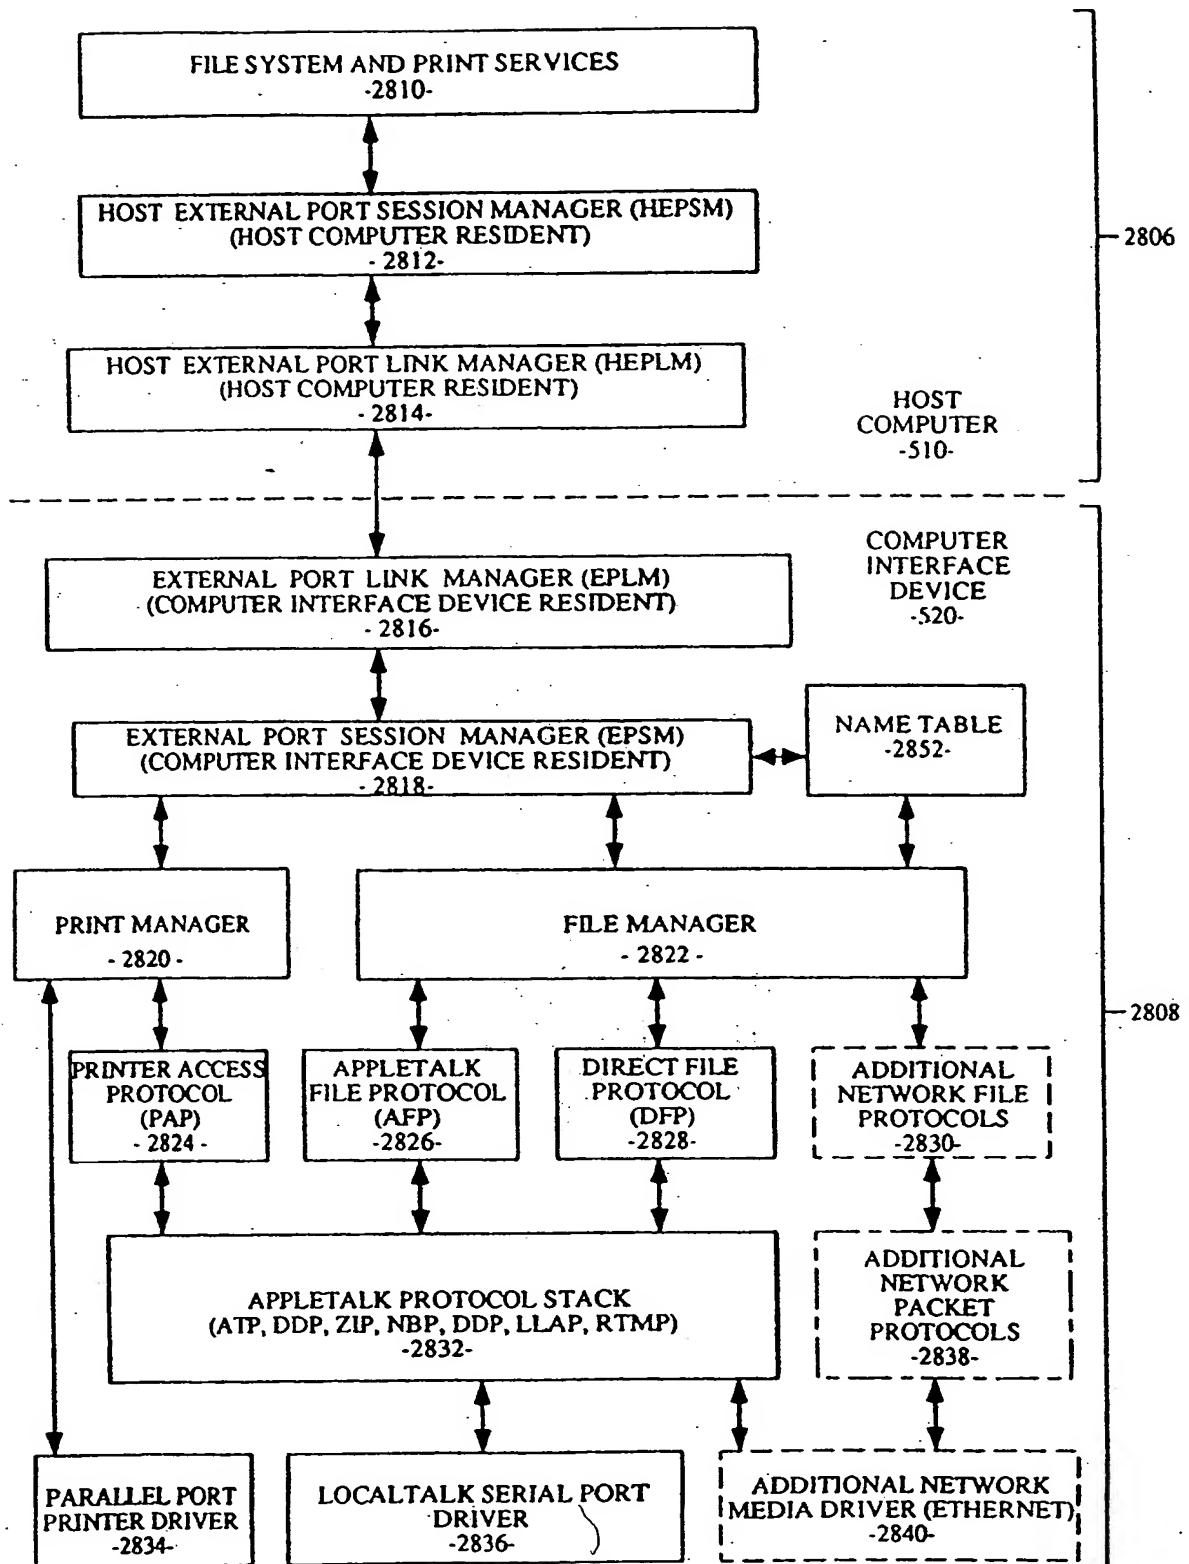 FILE SYSTEM AND PRINT SERVICES
-2810-
HOST EXTERNAL PORT SESSION MANAGER (HEPSM)
(HOST COMPUTER RESIDENT)
- 2812-
2806
HOST EXTERNAL PORT LINK MANAGER (HEPLM)
(HOST COMPUTER RESIDENT)
- 2814-
HOST
COMPUTER
-510-
COMPUTER
INTERFACE
DEVICE
-520-
EXTERNAL PORT LINK MANAGER (EPLM)
(COMPUTER INTERFACE DEVICE RESIDENT)
- 2816-
EXTERNAL PORT SESSION MANAGER (EPSM)
(COMPUTER INTERFACE DEVICE RESIDENT)
- 2818-
NAME TABLE
-2852-
PRINT MANAGER
- 2820 -
FILE MANAGER
- 2822 -
2808
PRINTER ACCESS
PROTOCOL
(PAP)
- 2824 -
APPLETALK
FILE PROTOCOL
(AFP)
-2826-
DIRECT FILE
PROTOCOL
(DFP)
-2828-
ADDITIONAL
NETWORK FILE
PROTOCOLS
-2830-
APPLETALK PROTOCOL STACK
(ATP, DDP, ZIP, NBP, DDP, LLAP, RTMP)
-2832-
ADDITIONAL
NETWORK
PACKET
PROTOCOLS
-2838-
PARALLEL PORT
PRINTER DRIVER
-2834-
LOCALTALK SERIAL PORT
DRIVER
-2836-
ADDITIONAL NETWORK
MEDIA DRIVER (ETHERNET)
-2840-